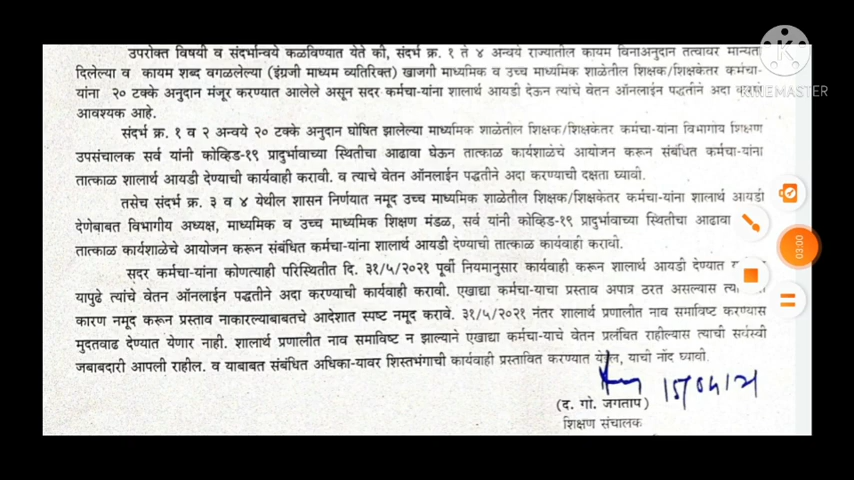 उपरोक्त विषयी व संदर्भान्वये कळविण्यात येते की, संदर्भ क्र. १ ते ४ अन्वये राज्यातील कायम विनाअनुदान तत्वावर मान्यता
दिलेल्या व कायम शब्द वगळलेल्या (इंग्रजी माध्यम व्यतिरिक्त) खाजगी माध्यमिक व उच्च माध्यमिक शाळेतील शिक्षक/शिक्षकेतर कर्मचा-
यांना २० टक्के अनुदान मंजूर करण्यात आलेले असून सदर कर्मचा-यांना शालार्थ आयडी देऊन त्यांचे वेतन ऑनलाईन पद्धतीने अदा करणे
आवश्यक आहे.
संदर्भ क्र. १ व २ अन्वये २० टक्के अनुदान घोषित झालेल्या माध्यमिक शाळेतील शिक्षक/शिक्षकेतर कर्मचा-यांना विभागीय शिक्षण
उपसंचालक सर्व यांनी कोव्हिड-१९ प्रादुर्भावाच्या स्थितीचा आढावा घेऊन तात्काळ कार्यशाळंचे आयोजन करून संबंधित कर्मचा-यांना
तात्काळ शालार्थ आयडी देण्याची कार्यवाही करावी. व त्याचे वेतन ऑनलाईन पद्धतीने अदा करण्याची दक्षता घ्यावी.
तसेच संदर्भ क्र. ३ व ४ येथील शासन निर्णयात नमूद उच्च माध्यमिक शाळेतील शिक्षक/शिक्षकेतर कर्मचा-यांना शालार्थ आयडी
देणेबाबत विभागीय अध्यक्ष, माध्यमिक व उच्च माध्यमिक शिक्षण मंडळ, सर्व यांनी कोव्हिड-१९ प्रादुर्भावाच्या स्थितीचा आढावा
तात्काळ कार्यशाळेचे आयोजन करून संबंधित कर्मचा-यांना शालार्थ आयडी देण्याची तात्काळ कार्यवाही करावी.
सदर कर्मचा-यांना कोणत्याही परिस्थितीत दि. ३१/५/२०२१ पूर्वी नियमानुसार कार्यवाही करून शालार्थ आयडी देण्यात
यापुढे त्यांचे वेतन ऑनलाईन पद्धतीने अदा करण्याची कार्यवाही करावी. एखाद्या कर्मचा-याचा प्रस्ताव अपात्र ठरत असल्यास
कारण नमूद करून प्रस्ताव नाकारल्याबाबतचे आदेशात स्पष्ट नमूद करावे. ३१/५/२०२१ नंतर शालार्थ प्रणालीत नाव समाविष्ट करण्यास
मुदतवाढ देण्यात येणार नाही. शालार्थ प्रणालीत नाव समाविष्ट न झाल्याने एखाद्या कर्मचा-याचे वेतन प्रलंबित राहील्यास त्याची सर्वस्वी
जबाबदारी आपली राहील. व याबाबत संबंधित अधिका-यावर शिस्तभंगाची कार्यवाही प्रस्तावित करण्यात येईल, याची नोंद घ्यावी.
(द. गो. जगताप)
शिक्षण संचालक
KINEMASTER
03:00